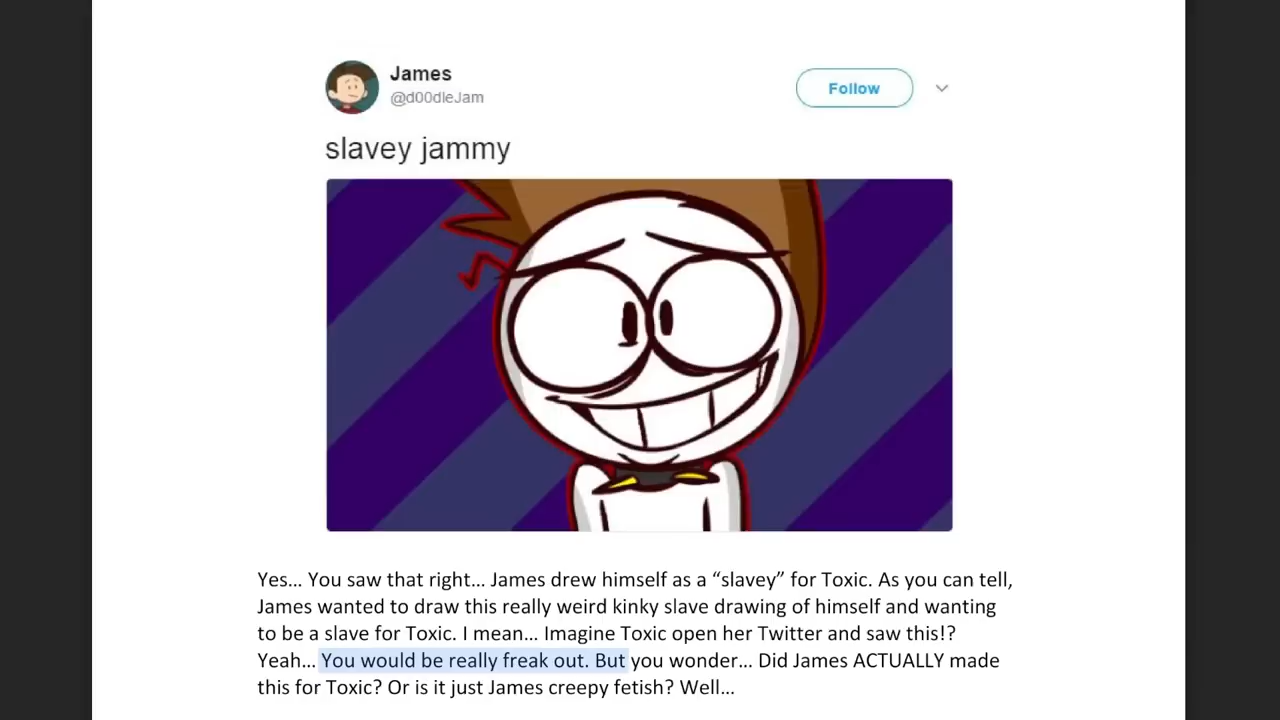 James
@d00dleJam
Follow
slavey jammy
Yes... You saw that right... James drew himself as a “slavey” for Toxic. As you can tell,
James wanted to draw this really weird kinky slave drawing of himself and wanting
to be a slave for Toxic. I mean... Imagine Toxic open her Twitter and saw this!?
Yeah... You would be really freak out. But you wonder... Did James ACTUALLY made
this for Toxic? Or is it just James creepy fetish? Well...